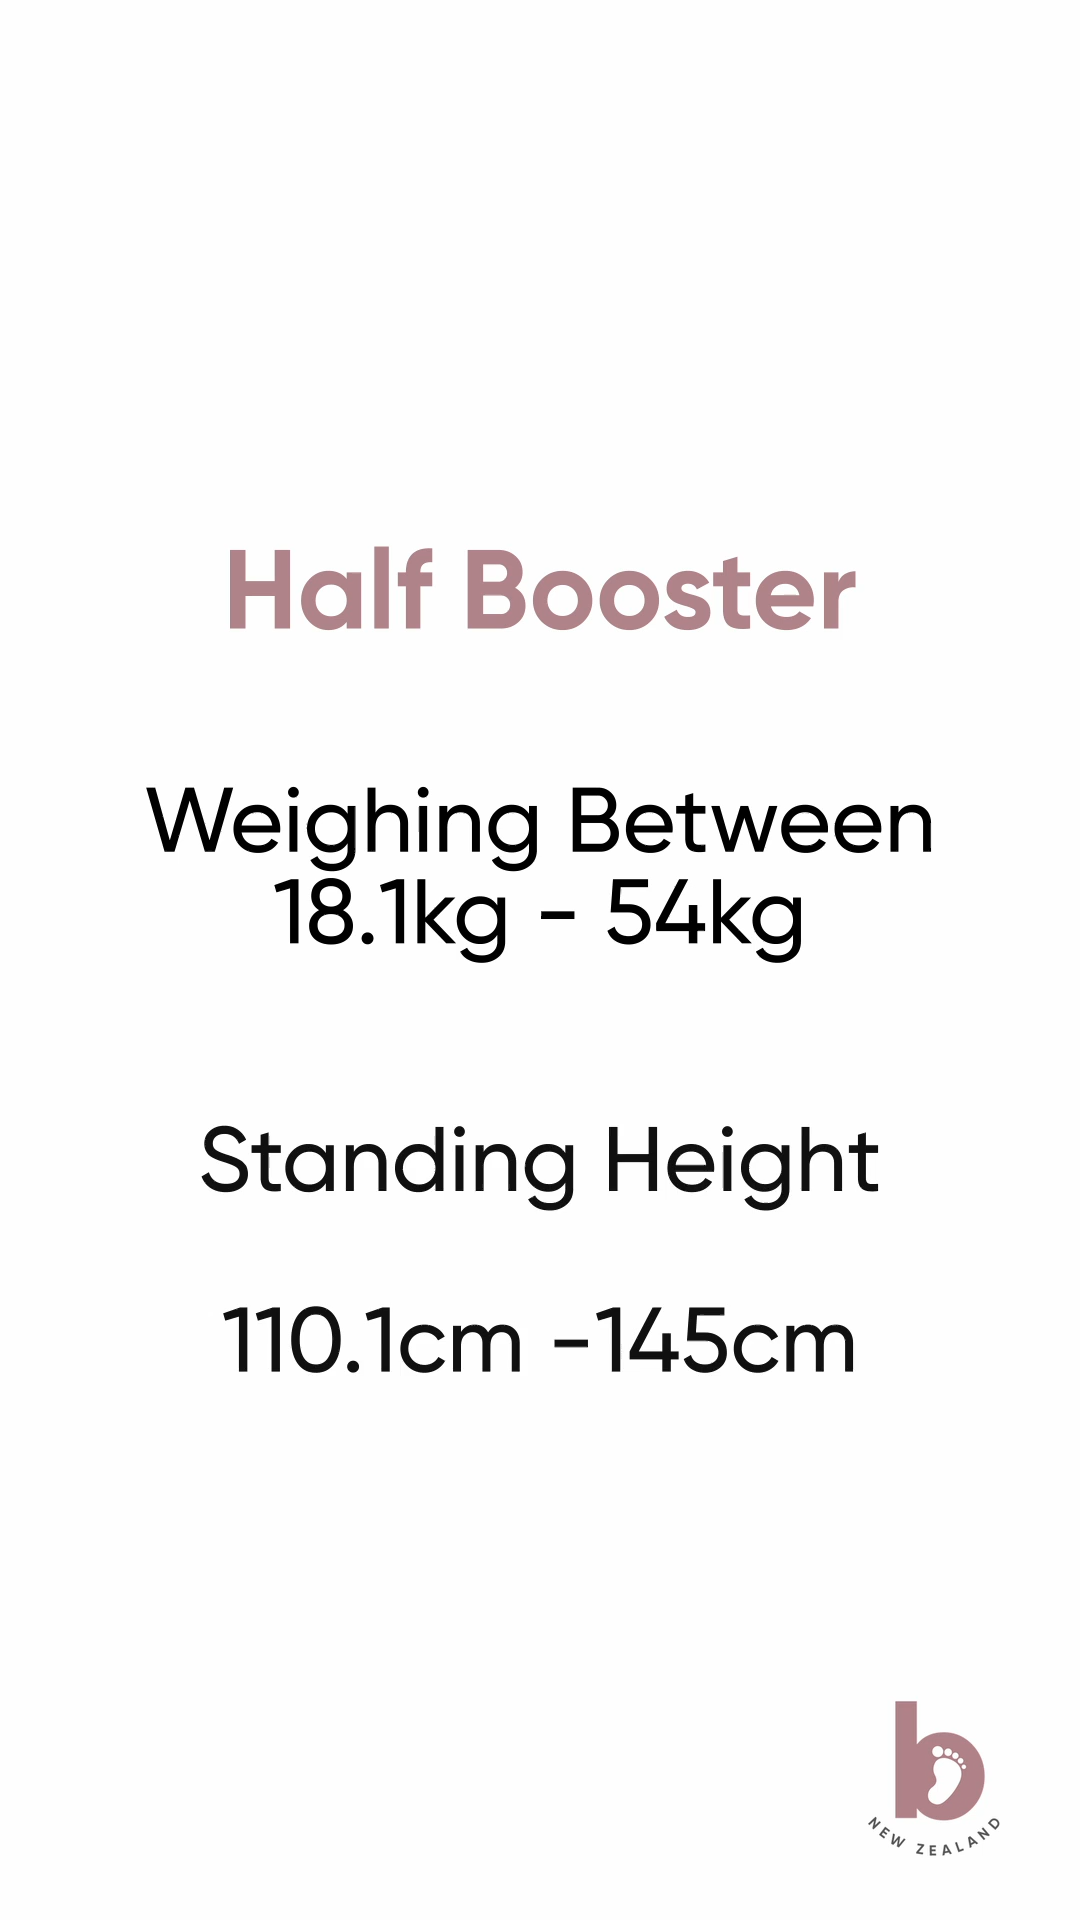 Half Booster
Weighing Between
18.1kg - 54kg
Standing Height
110.1cm -145cm
b
NEW ZEALAND